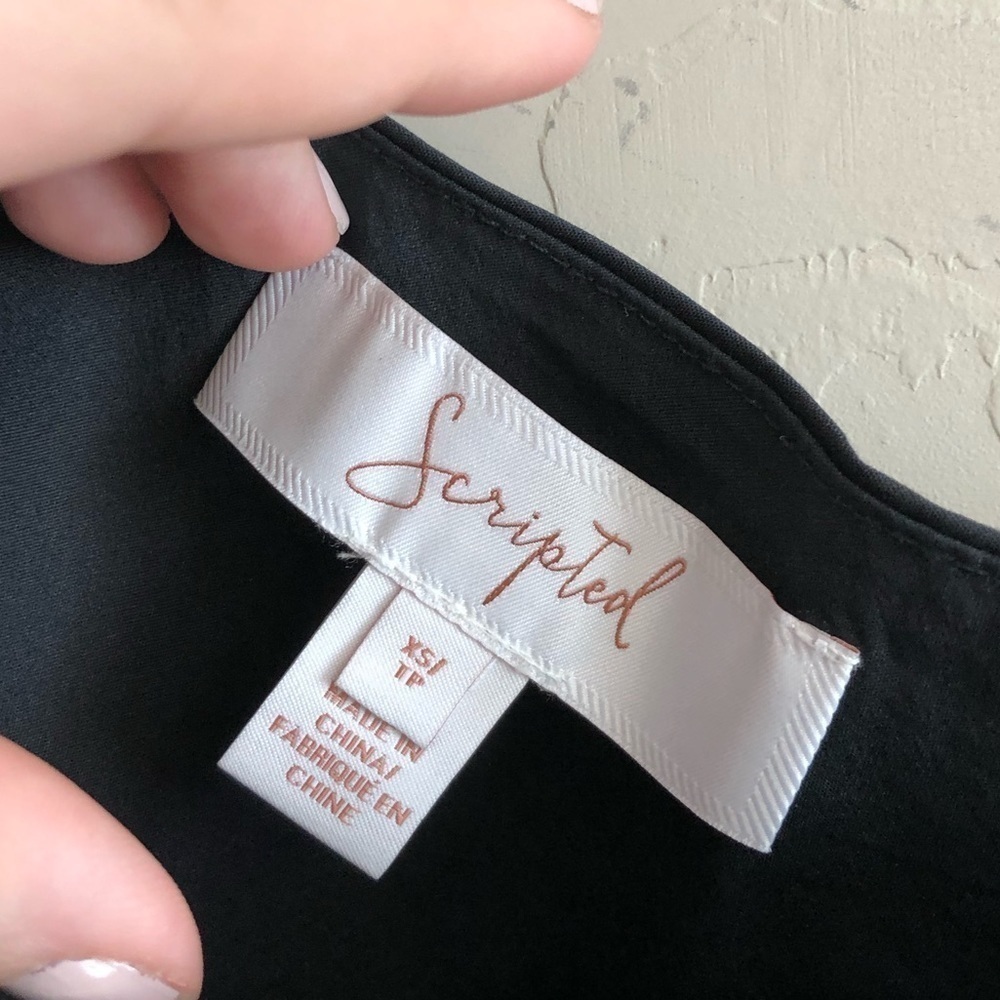 Scripted
XS/
TP
MADE IN
CHINA/
FABRIQUÉ EN
CHINE